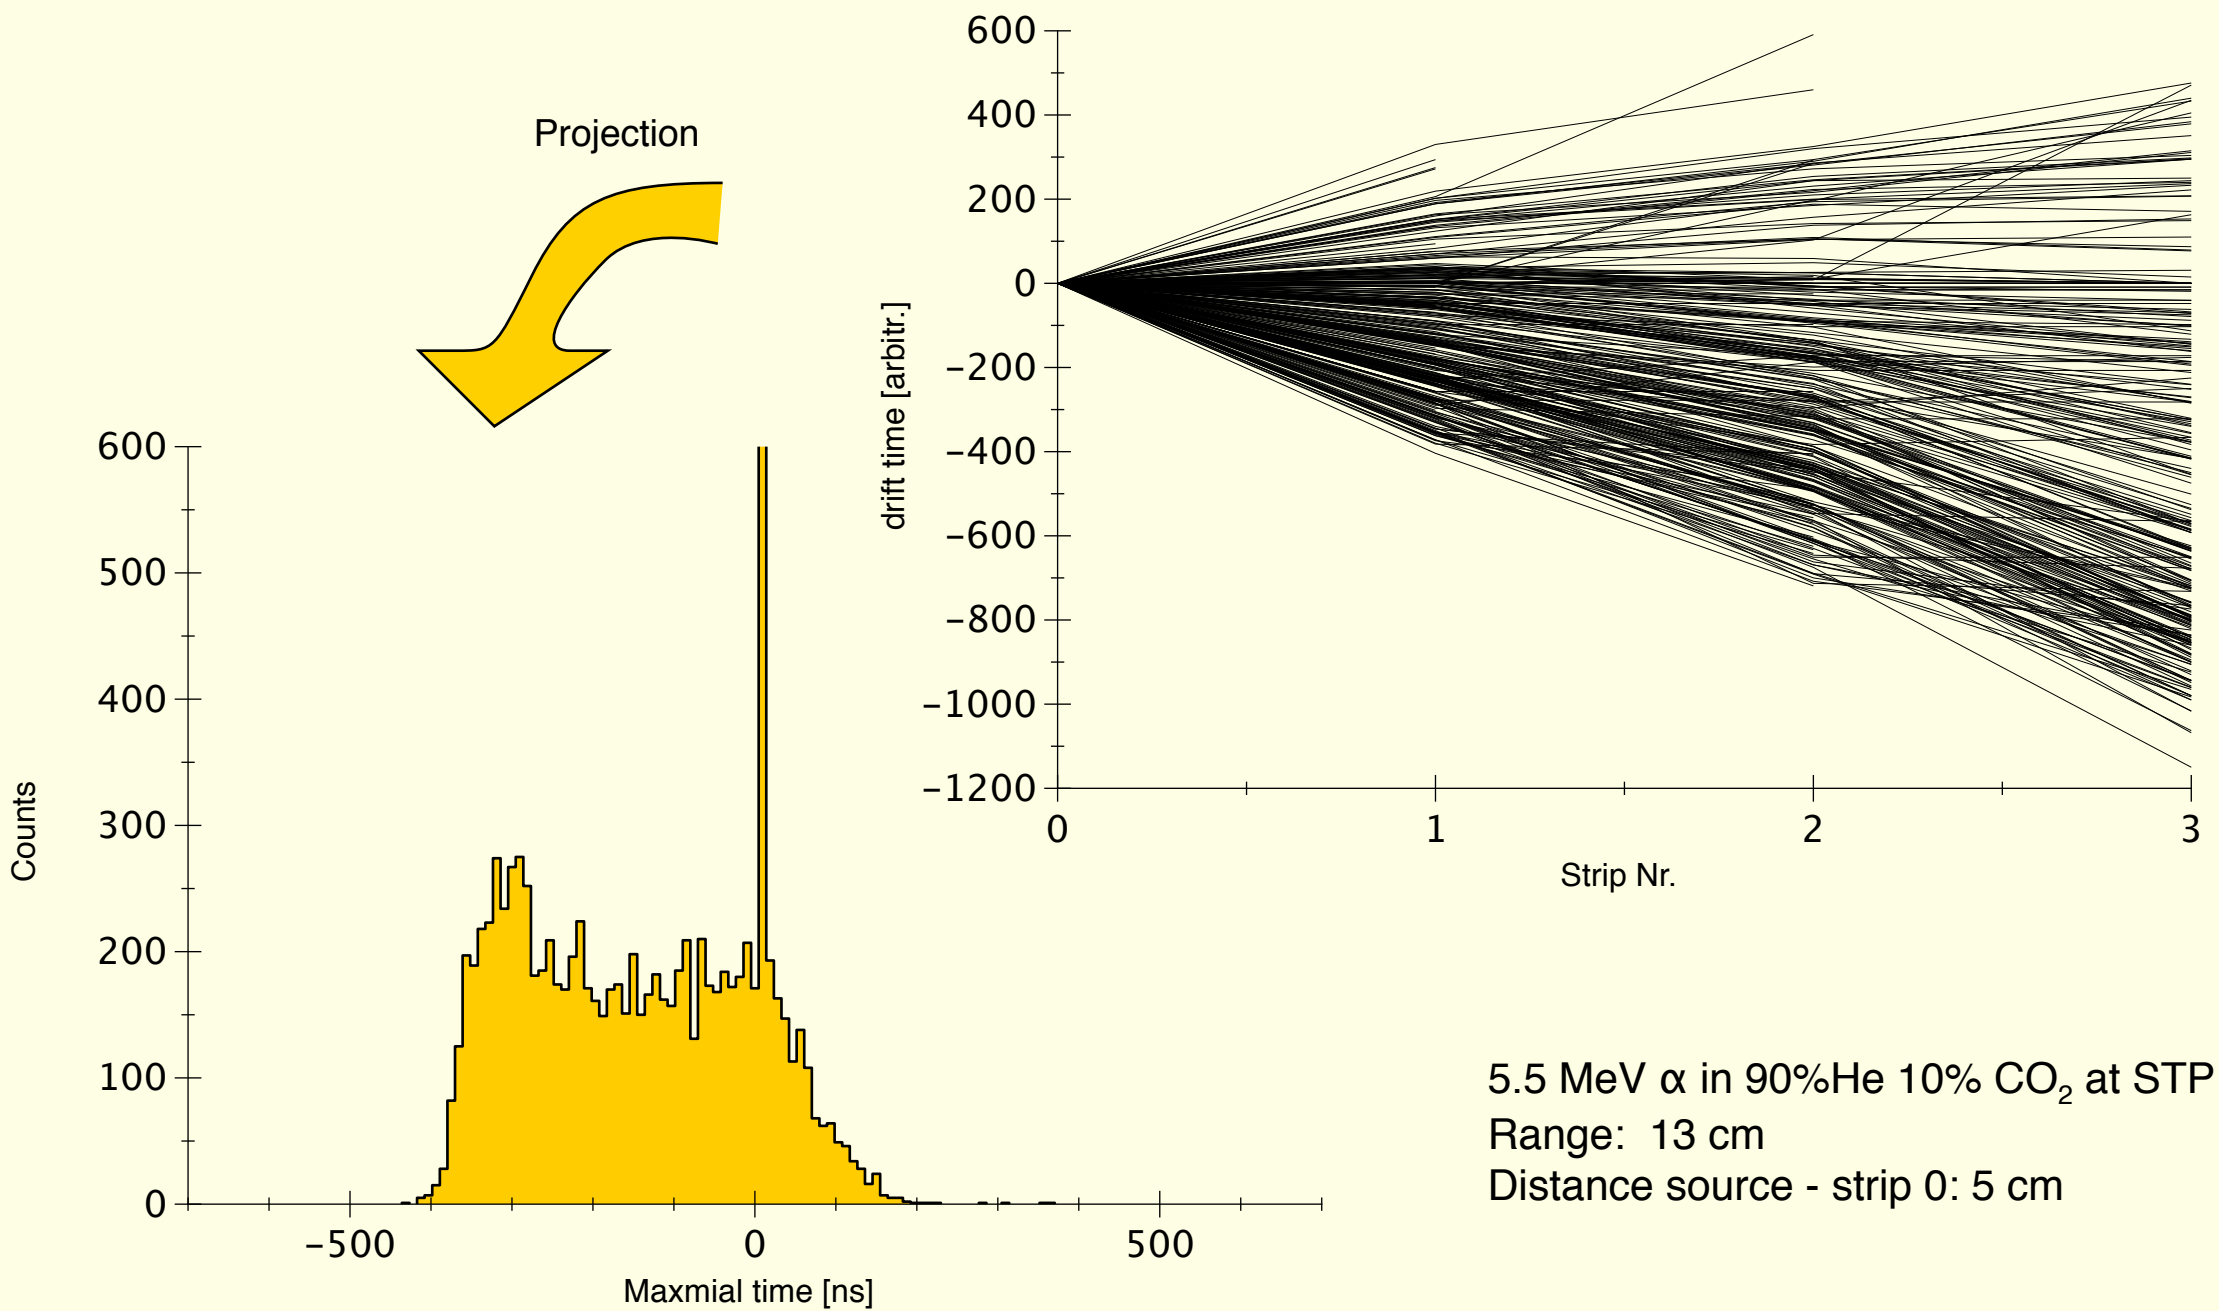 Projection
600
400
200
0
–200
–400
–600
–800
–1000
–1200
drift time [arbitr.]
0 1 2 3
Strip Nr.
600
500
400
300
200
100
0
Counts
–500 0 500
Maxmial time [ns]
5.5 MeV α in 90%He 10% CO₂ at STP
Range: 13 cm
Distance source - strip 0: 5 cm